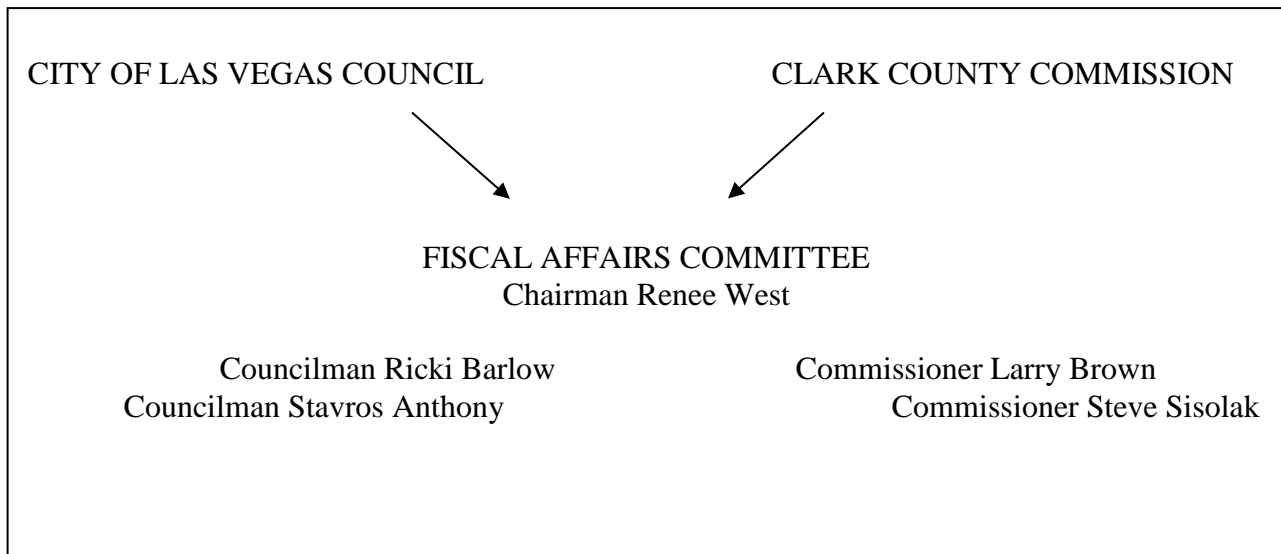 CITY OF LAS VEGAS COUNCIL CLARK COUNTY COMMISSION
FISCAL AFFAIRS COMMITTEE
Chairman Renee West
Councilman Ricki Barlow Commissioner Larry Brown
Councilman Stavros Anthony Commissioner Steve Sisolak